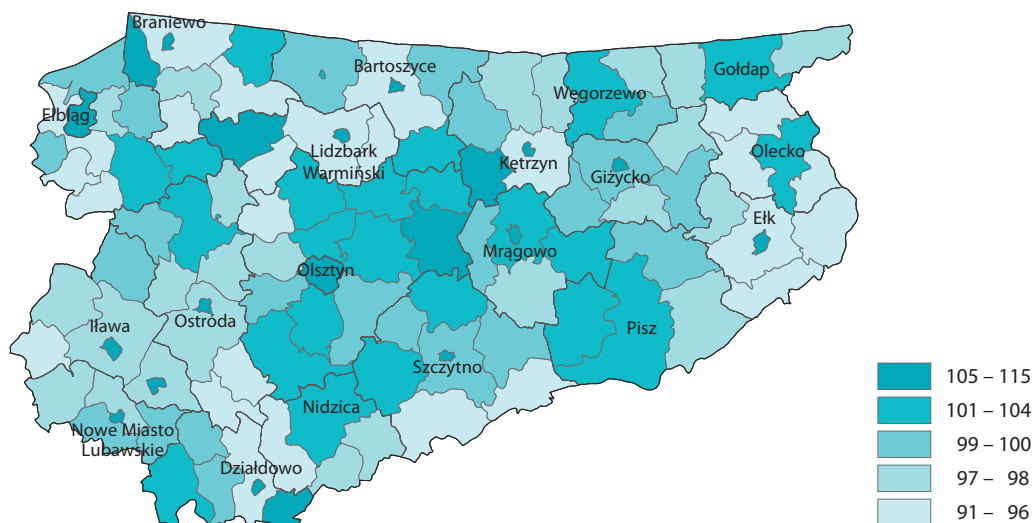 Braniewo
Bartoszyce
Gołdap
Węgorzewo
Elbląg
Lidzbark
Warmiński
Kętrzyn
Giżycko
Olecko
Ełk
Mrągowo
Olsztyn
Ostróda
Iława
Pisz
Szczytno
Nidzica
Nowe Miasto
Lubawskie
Działdowo
105 – 115
101 – 104
99 – 100
97 – 98
91 – 96